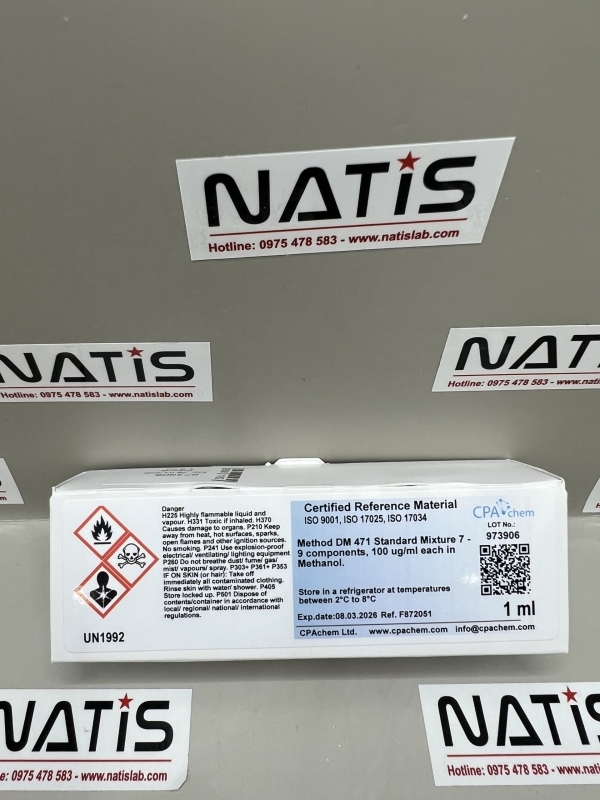 NATIS
Hotline: 0975 478 583 - www.natislab.com
NATIS
Hotline: 0975 478 583 - www.natislab.com
NATIS
Hotline: 0975 478 583 - www.natislab.com
Danger
H225 Highly flammable liquid and
vapour. H331 Toxic if inhaled. H370
Causes damage to organs. P210 Keep
away from heat, hot surfaces, sparks,
open flames and other ignition sources.
No smoking. P241 Use explosion-proof
electrical/ ventilating/ lighting equipment
P260 Do not breathe dust/ fume/ gas/
mist/ vapours/ spray. P303+ P361+ P353
IF ON SKIN (or hair): Take off
immediately all contaminated clothing.
Rinse skin with water/ shower. P405
Store locked up. P501 Dispose of
contents/container in accordance with
local/ regional/ national/ international
regulations.
UN1992
Certified Reference Material
ISO 9001, ISO 17025, ISO 17034
CPAchem
LOT No.:
973906
Method DM 471 Standard Mixture 7 -
9 components, 100 ug/ml each in
Methanol.
Store in a refrigerator at temperatures
between 2°C to 8°C
Exp.date:08.03.2026 Ref. F872051
1 ml
CPAchem Ltd. www.cpachem.com info@cpachem.com
NATIS
e: 0975 478 583 - www.natislab.com
NATIS
Hotline: 0975 478 583 - www.natislab.com